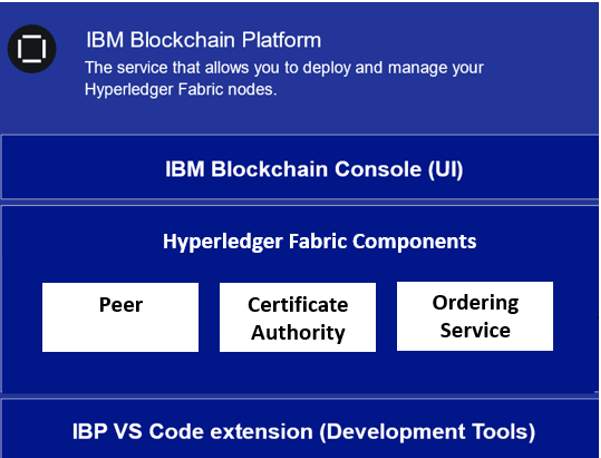 IBM Blockchain Platform
The service that allows you to deploy and manage your
Hyperledger Fabric nodes.
IBM Blockchain Console (UI)
Hyperledger Fabric Components
Peer
Certificate
Authority
Ordering
Service
IBP VS Code extension (Development Tools)